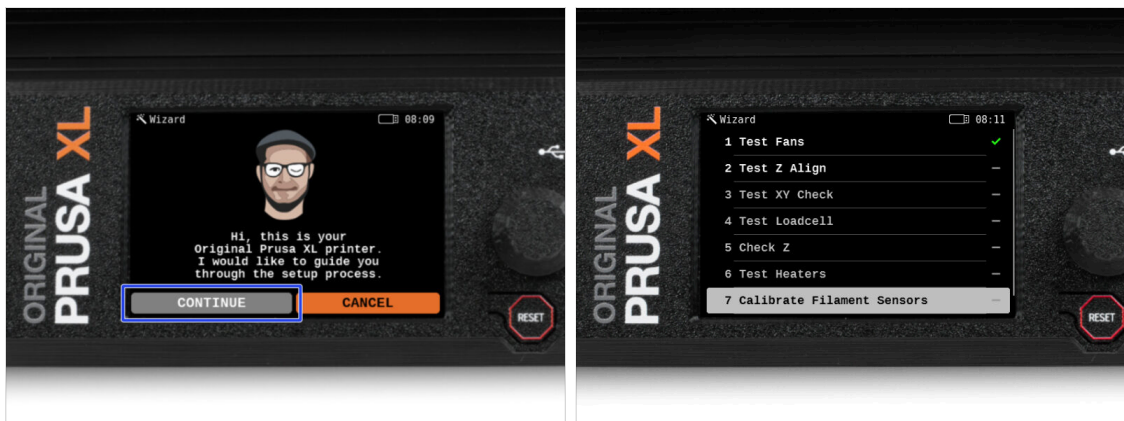 ORIGINAL
PRUSA XL
Wizard
08:09
Hi, this is your
Original Prusa XL printer.
I would like to guide you
through the setup process.
CONTINUE
CANCEL
RESET
ORIGINAL
PRUSA XL
Wizard
08:11
1 Test Fans
2 Test Z Align
3 Test XY Check
4 Test Loadcell
5 Check Z
6 Test Heaters
7 Calibrate Filament Sensors
RESET